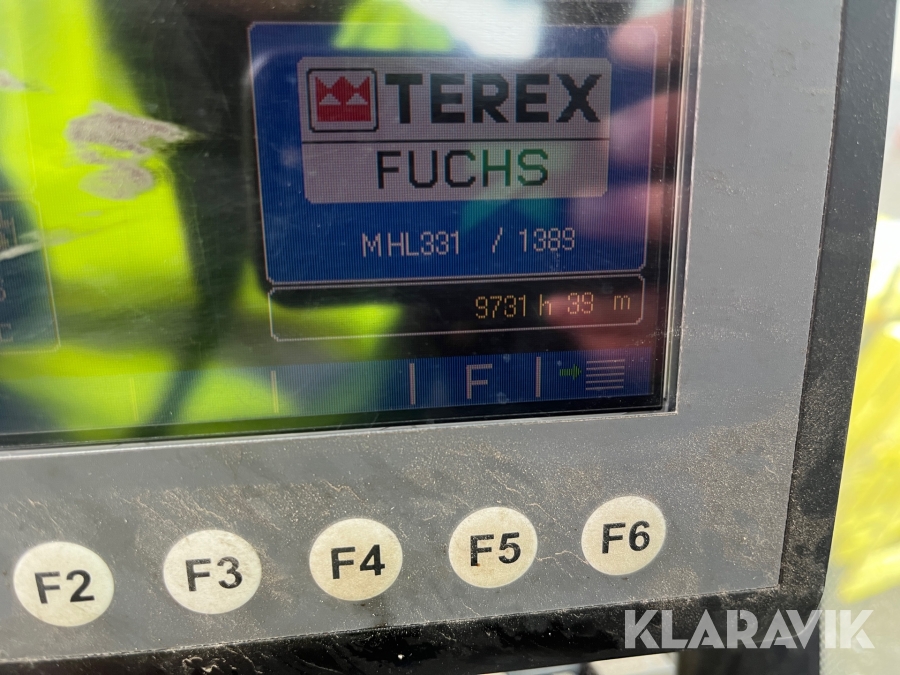 TEREX
FUCHS
MHL331 / 1389
9731 h 39 m
F
F2 F3 F4 F5 F6
KLARAVIK